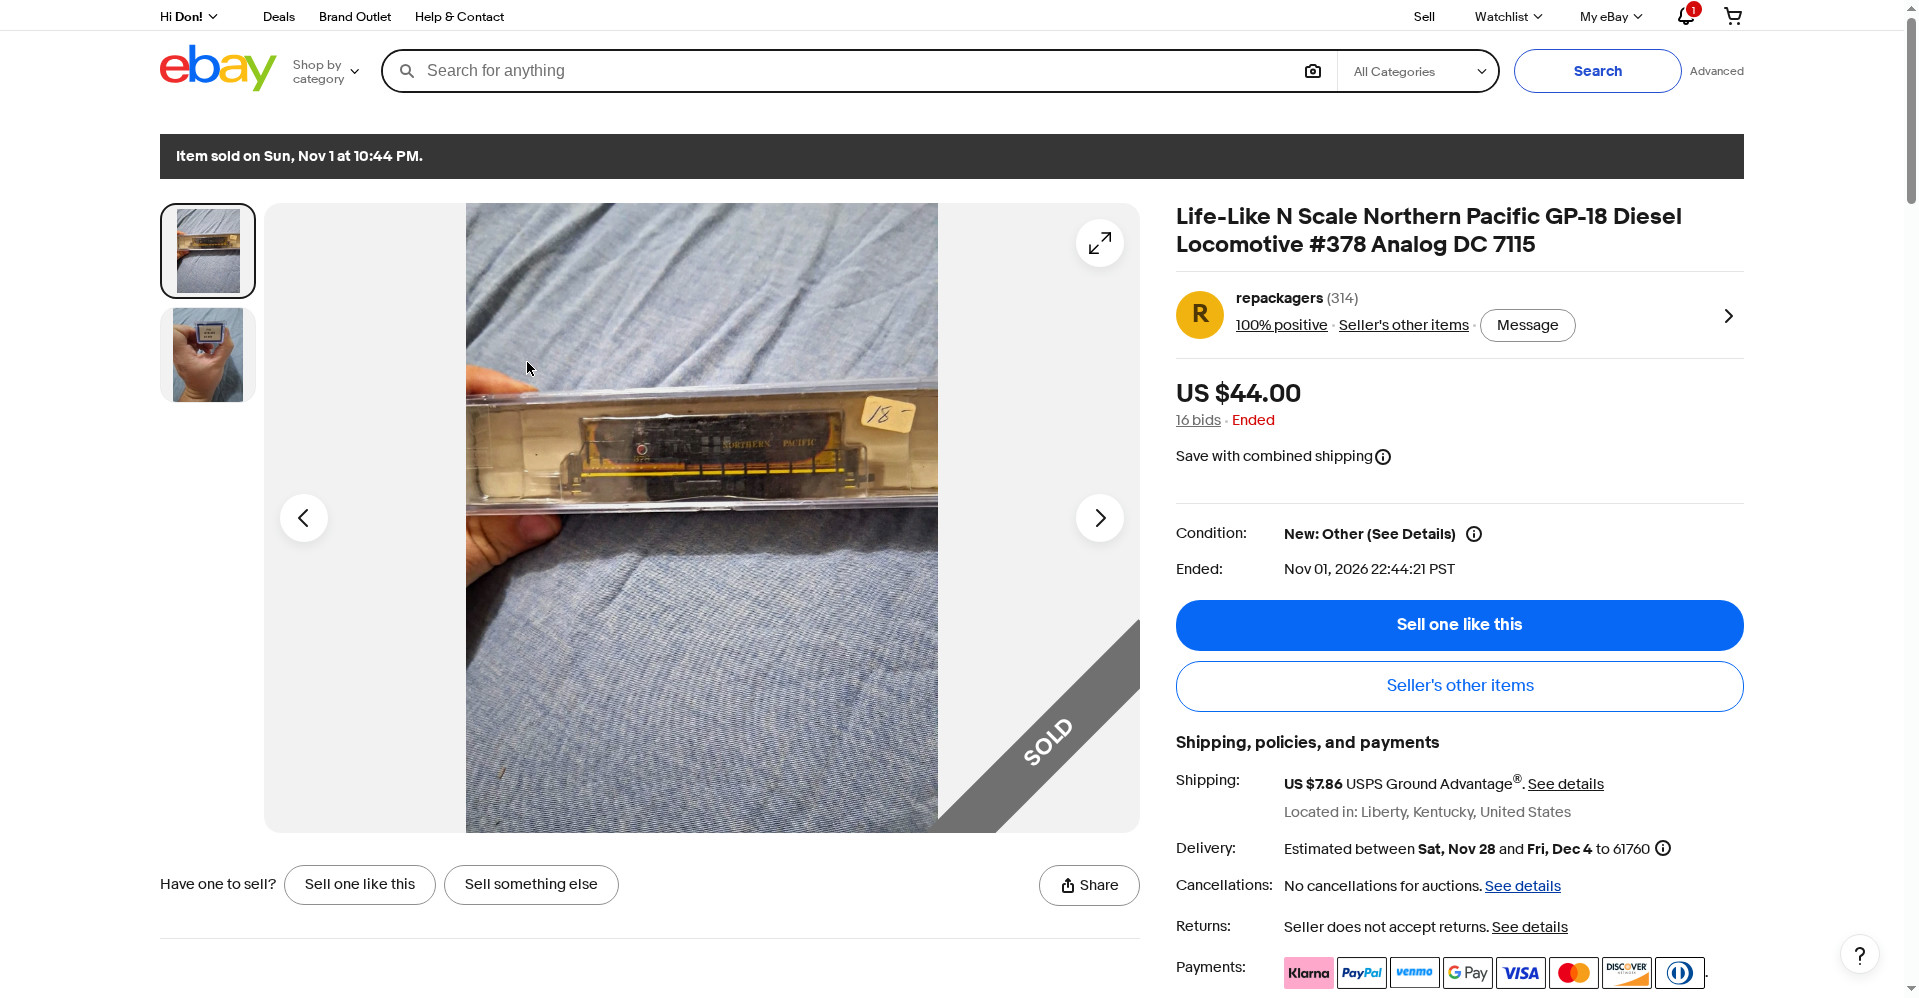 Hi Don!
Deals
Brand Outlet
Help & Contact
Sell
Watchlist
My eBay
1
ebay
Shop by category
Search for anything
All Categories
Search
Advanced
Item sold on Sun, Nov 1 at 10:44 PM.
18-
NORTHERN PACIFIC
SOLD
Have one to sell?
Sell one like this
Sell something else
Share
Life-Like N Scale Northern Pacific GP-18 Diesel
Locomotive #378 Analog DC 7115
R
repackagers (314)
100% positive · Seller's other items · Message
US $44.00
16 bids · Ended
Save with combined shipping
Condition: New: Other (See Details)
Ended: Nov 01, 2026 22:44:21 PST
Sell one like this
Seller's other items
Shipping, policies, and payments
Shipping: US $7.86 USPS Ground Advantage®. See details
Located in: Liberty, Kentucky, United States
Delivery: Estimated between Sat, Nov 28 and Fri, Dec 4 to 61760
Cancellations: No cancellations for auctions. See details
Returns: Seller does not accept returns. See details
Payments: Klarna PayPal venmo G Pay VISA DISCOVER
?